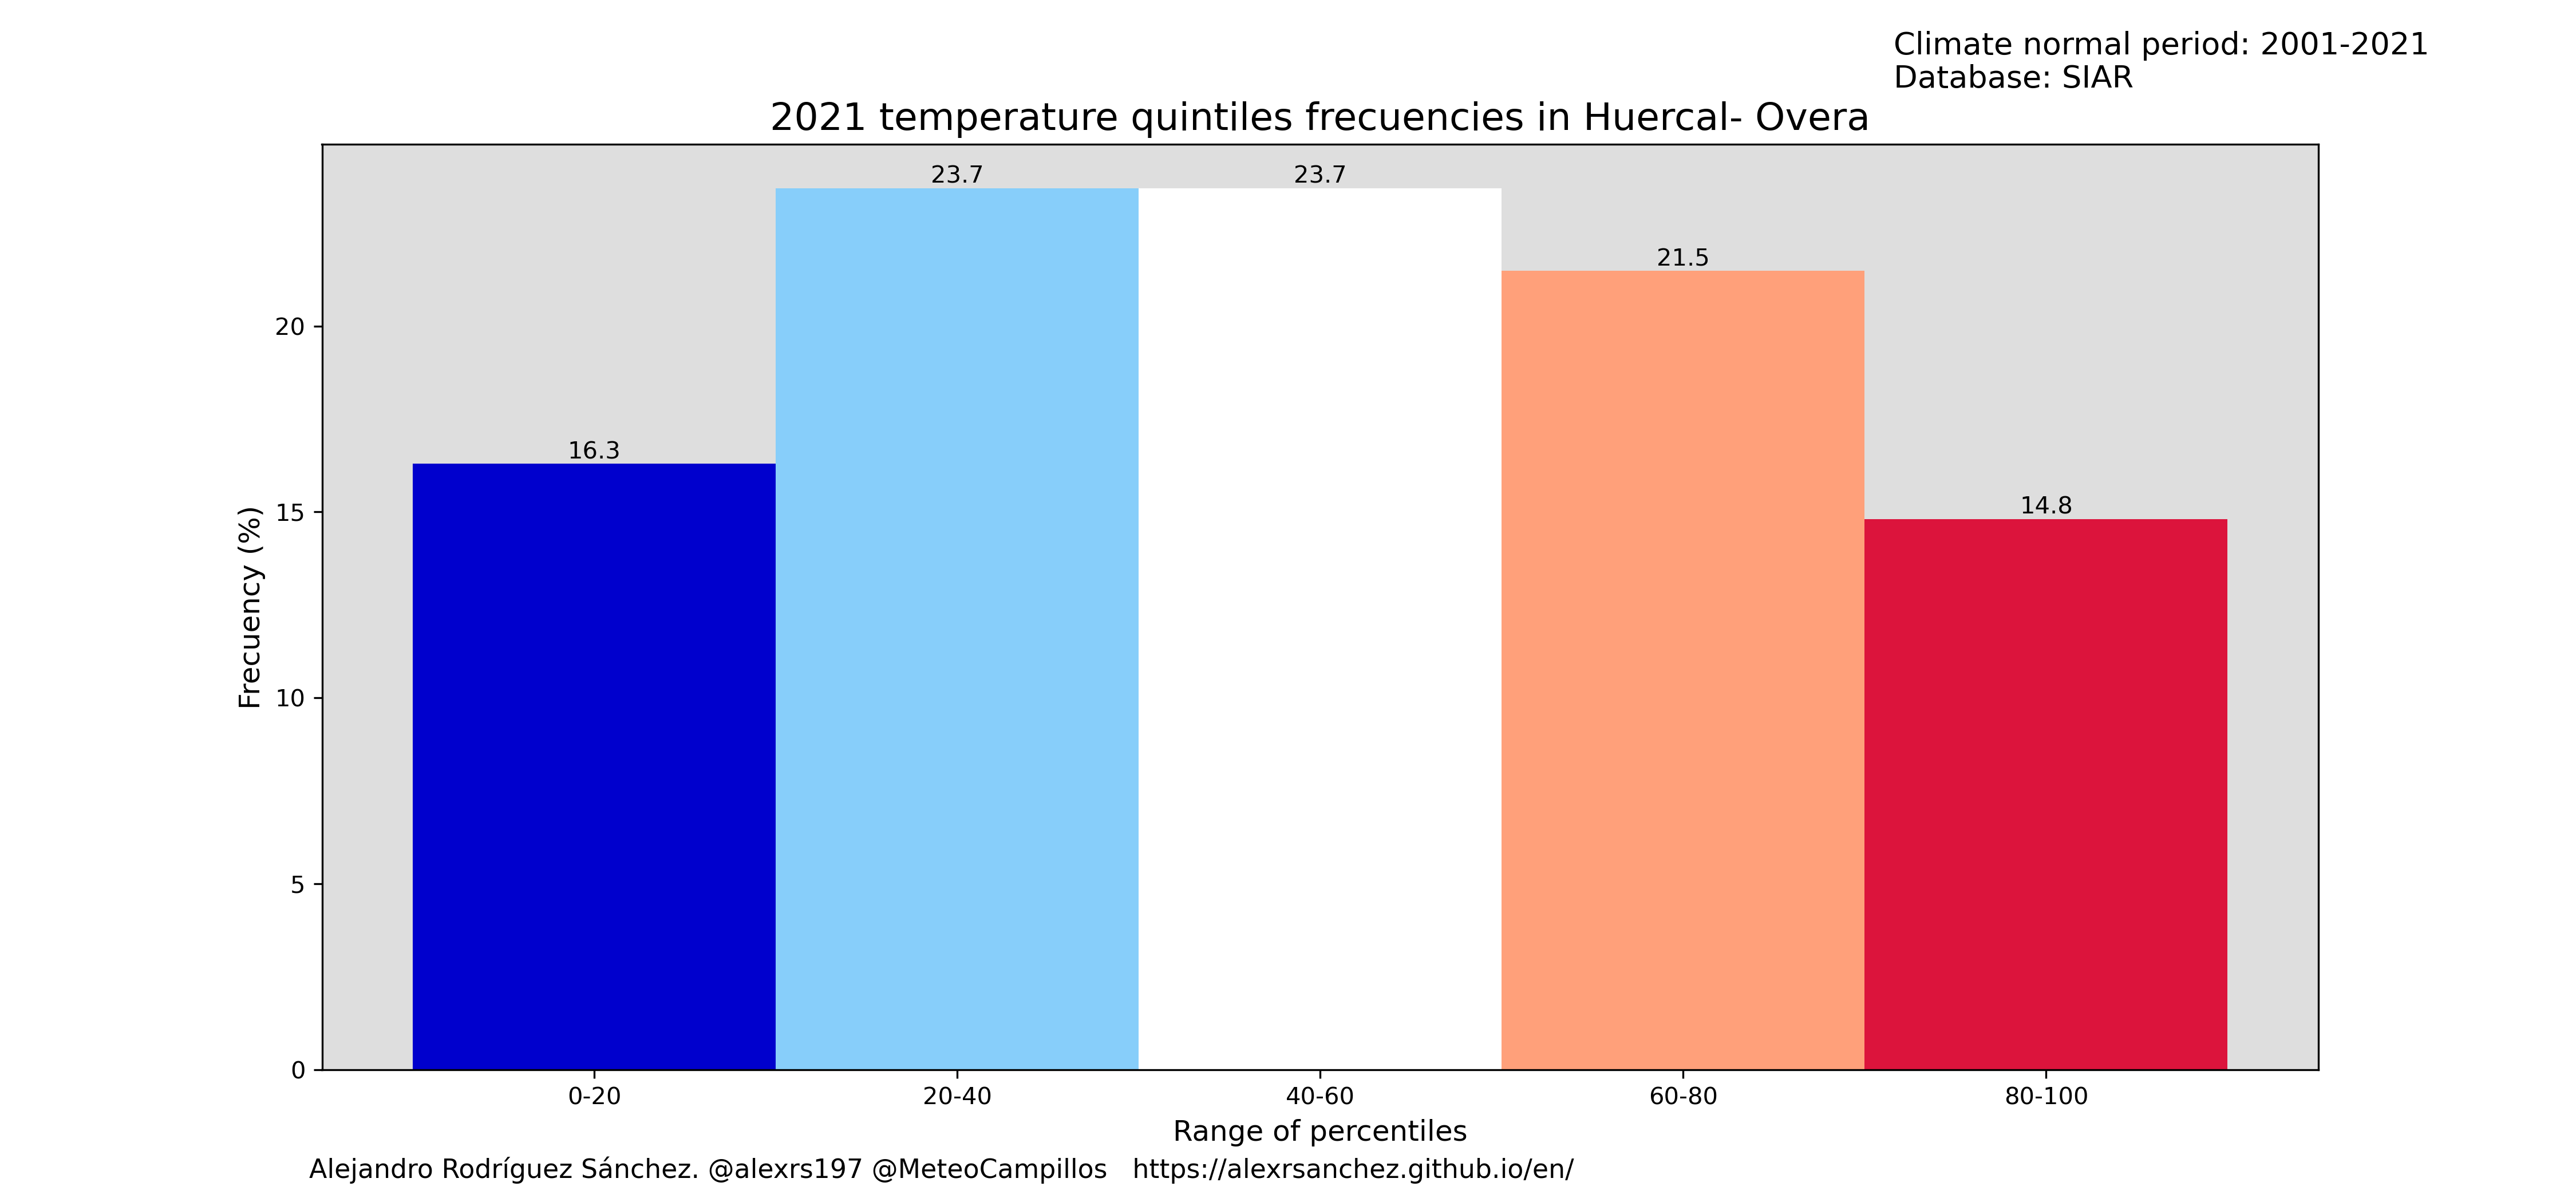 Climate normal period: 2001-2021
Database: SIAR
2021 temperature quintiles frecuencies in Huercal- Overa
23.7
23.7
21.5
20
16.3
15
14.8
Frecuency (%)
10
5
0
0-20
20-40
40-60
60-80
80-100
Range of percentiles
Alejandro Rodríguez Sánchez. @alexrs197 @MeteoCampillos https://alexrsanchez.github.io/en/